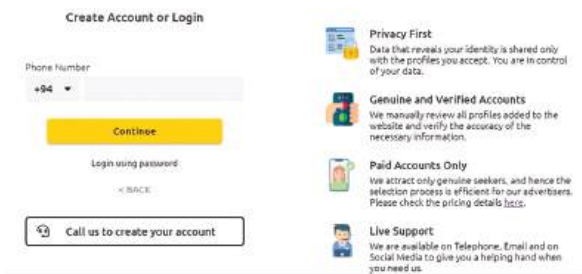 Create Account or Login
Phone Number
+94
Continue
Login using password
< BACK
Call us to create your account
Privacy First
Data that reveals your identity is shared only
with the profiles you accept. You are in control
of your data.
Genuine and Verified Accounts
We manually review all profiles added to the
website and verify the accuracy of the
necessary information.
Paid Accounts Only
We attract only genuine seekers, and hence the
selection process is efficient for our advertisers.
Please check the pricing details here.
Live Support
We are available on Telephone, Email and on
Social Media to give you a helping hand when
you need us.